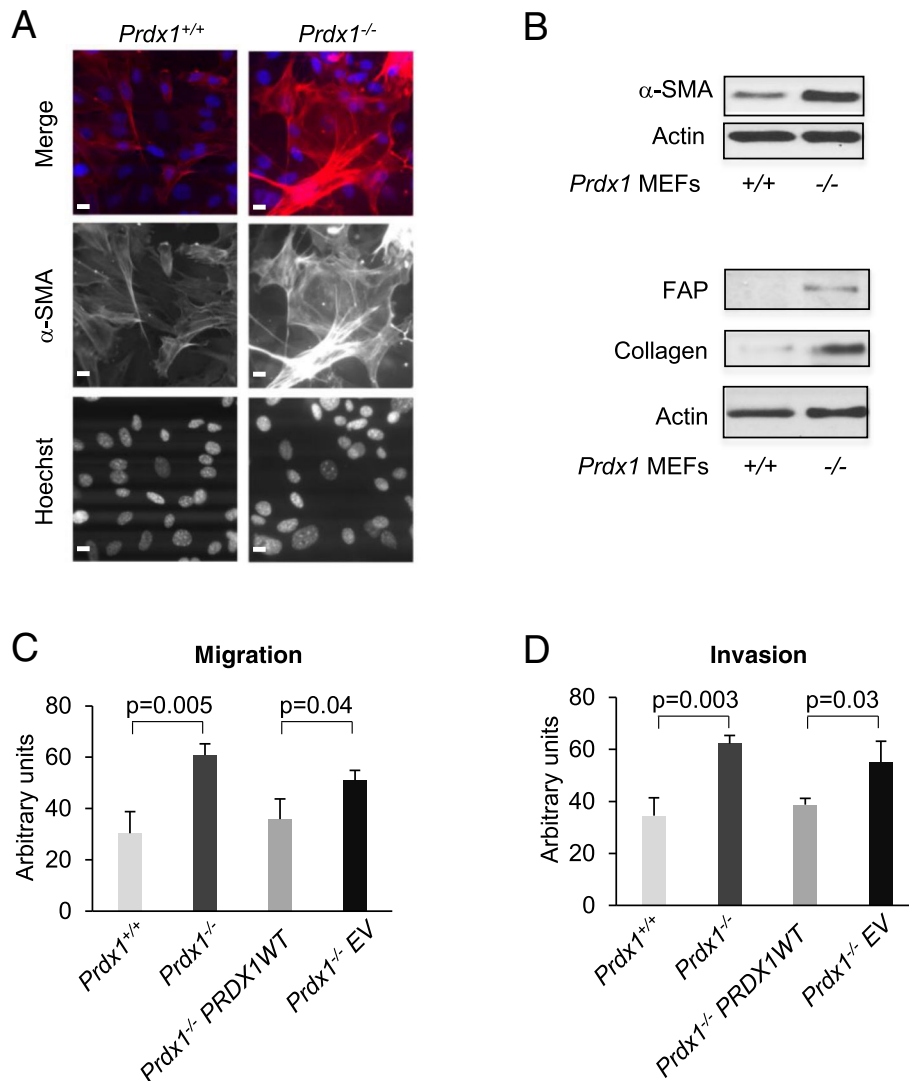 A
Prdx1+/+ Prdx1-/-
Merge
α-SMA
Hoechst
B
α-SMA
Actin
Prdx1 MEFs +/+ -/-
FAP
Collagen
Actin
Prdx1 MEFs +/+ -/-
C
Migration
Arbitrary units
80
60
40
20
0
p=0.005 p=0.04
Prdx1+/+
Prdx1-/-
Prdx1-/- PRDX1WT
Prdx1-/- EV
D
Invasion
Arbitrary units
80
60
40
20
0
p=0.003 p=0.03
Prdx1+/+
Prdx1-/-
Prdx1-/- PRDX1WT
Prdx1-/- EV